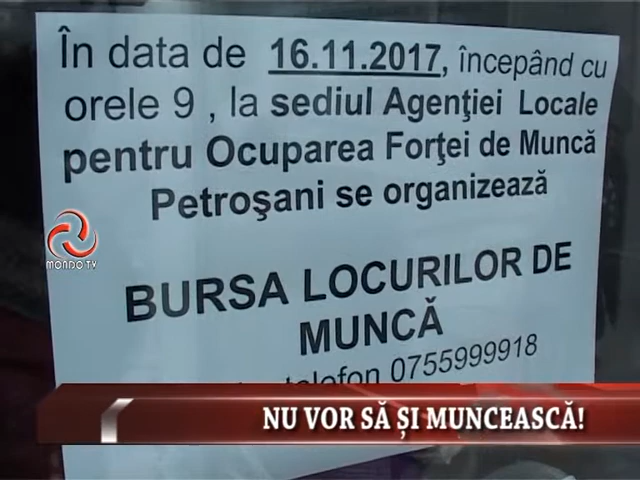 În data de 16.11.2017, începând cu
orele 9 , la sediul Agenţiei Locale
pentru Ocuparea Forţei de Muncă
Petroşani se organizează
MONDO TV
BURSA LOCURILOR DE
MUNCĂ
telefon 0755999918
NU VOR SĂ ȘI MUNCEASCĂ!